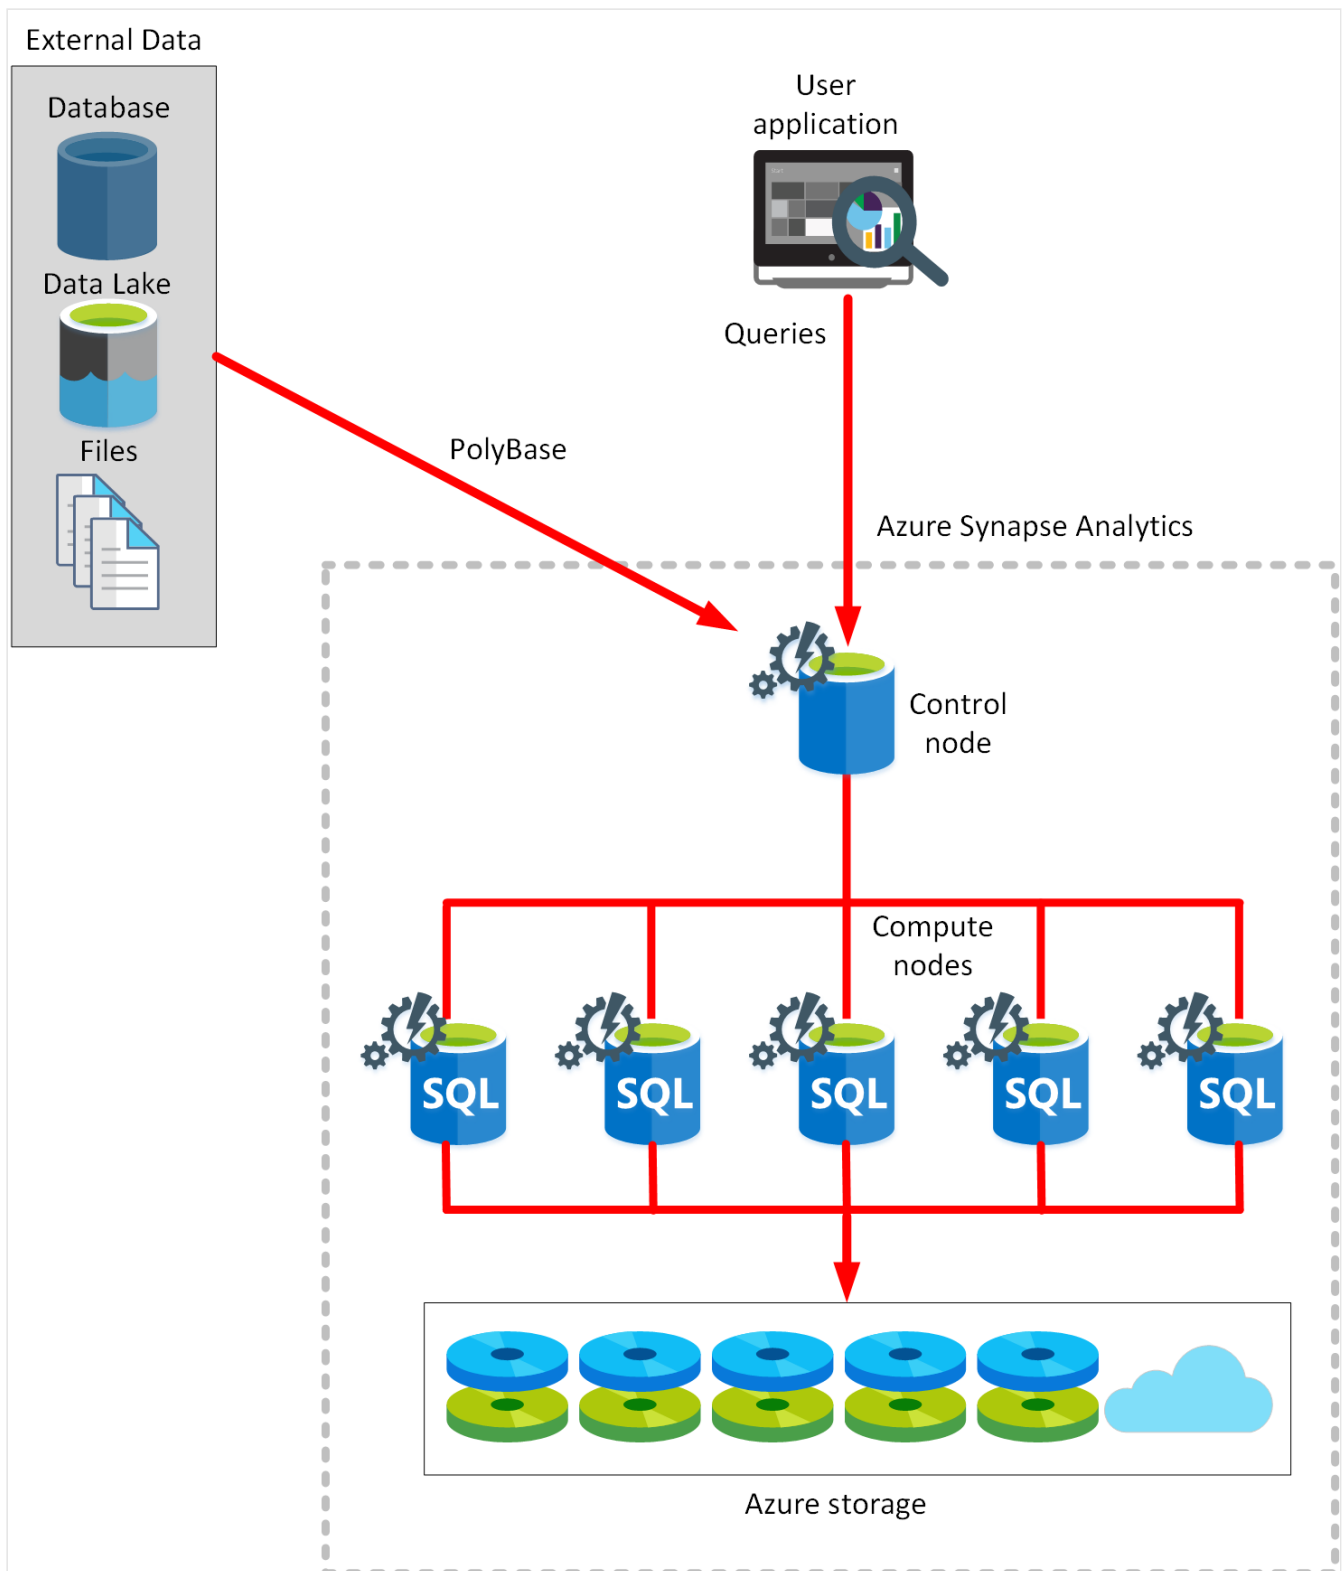 External Data
Database
Data Lake
Files
User
application
Queries
PolyBase
Azure Synapse Analytics
Control
node
Compute
nodes
SQL
SQL
SQL
SQL
SQL
Azure storage